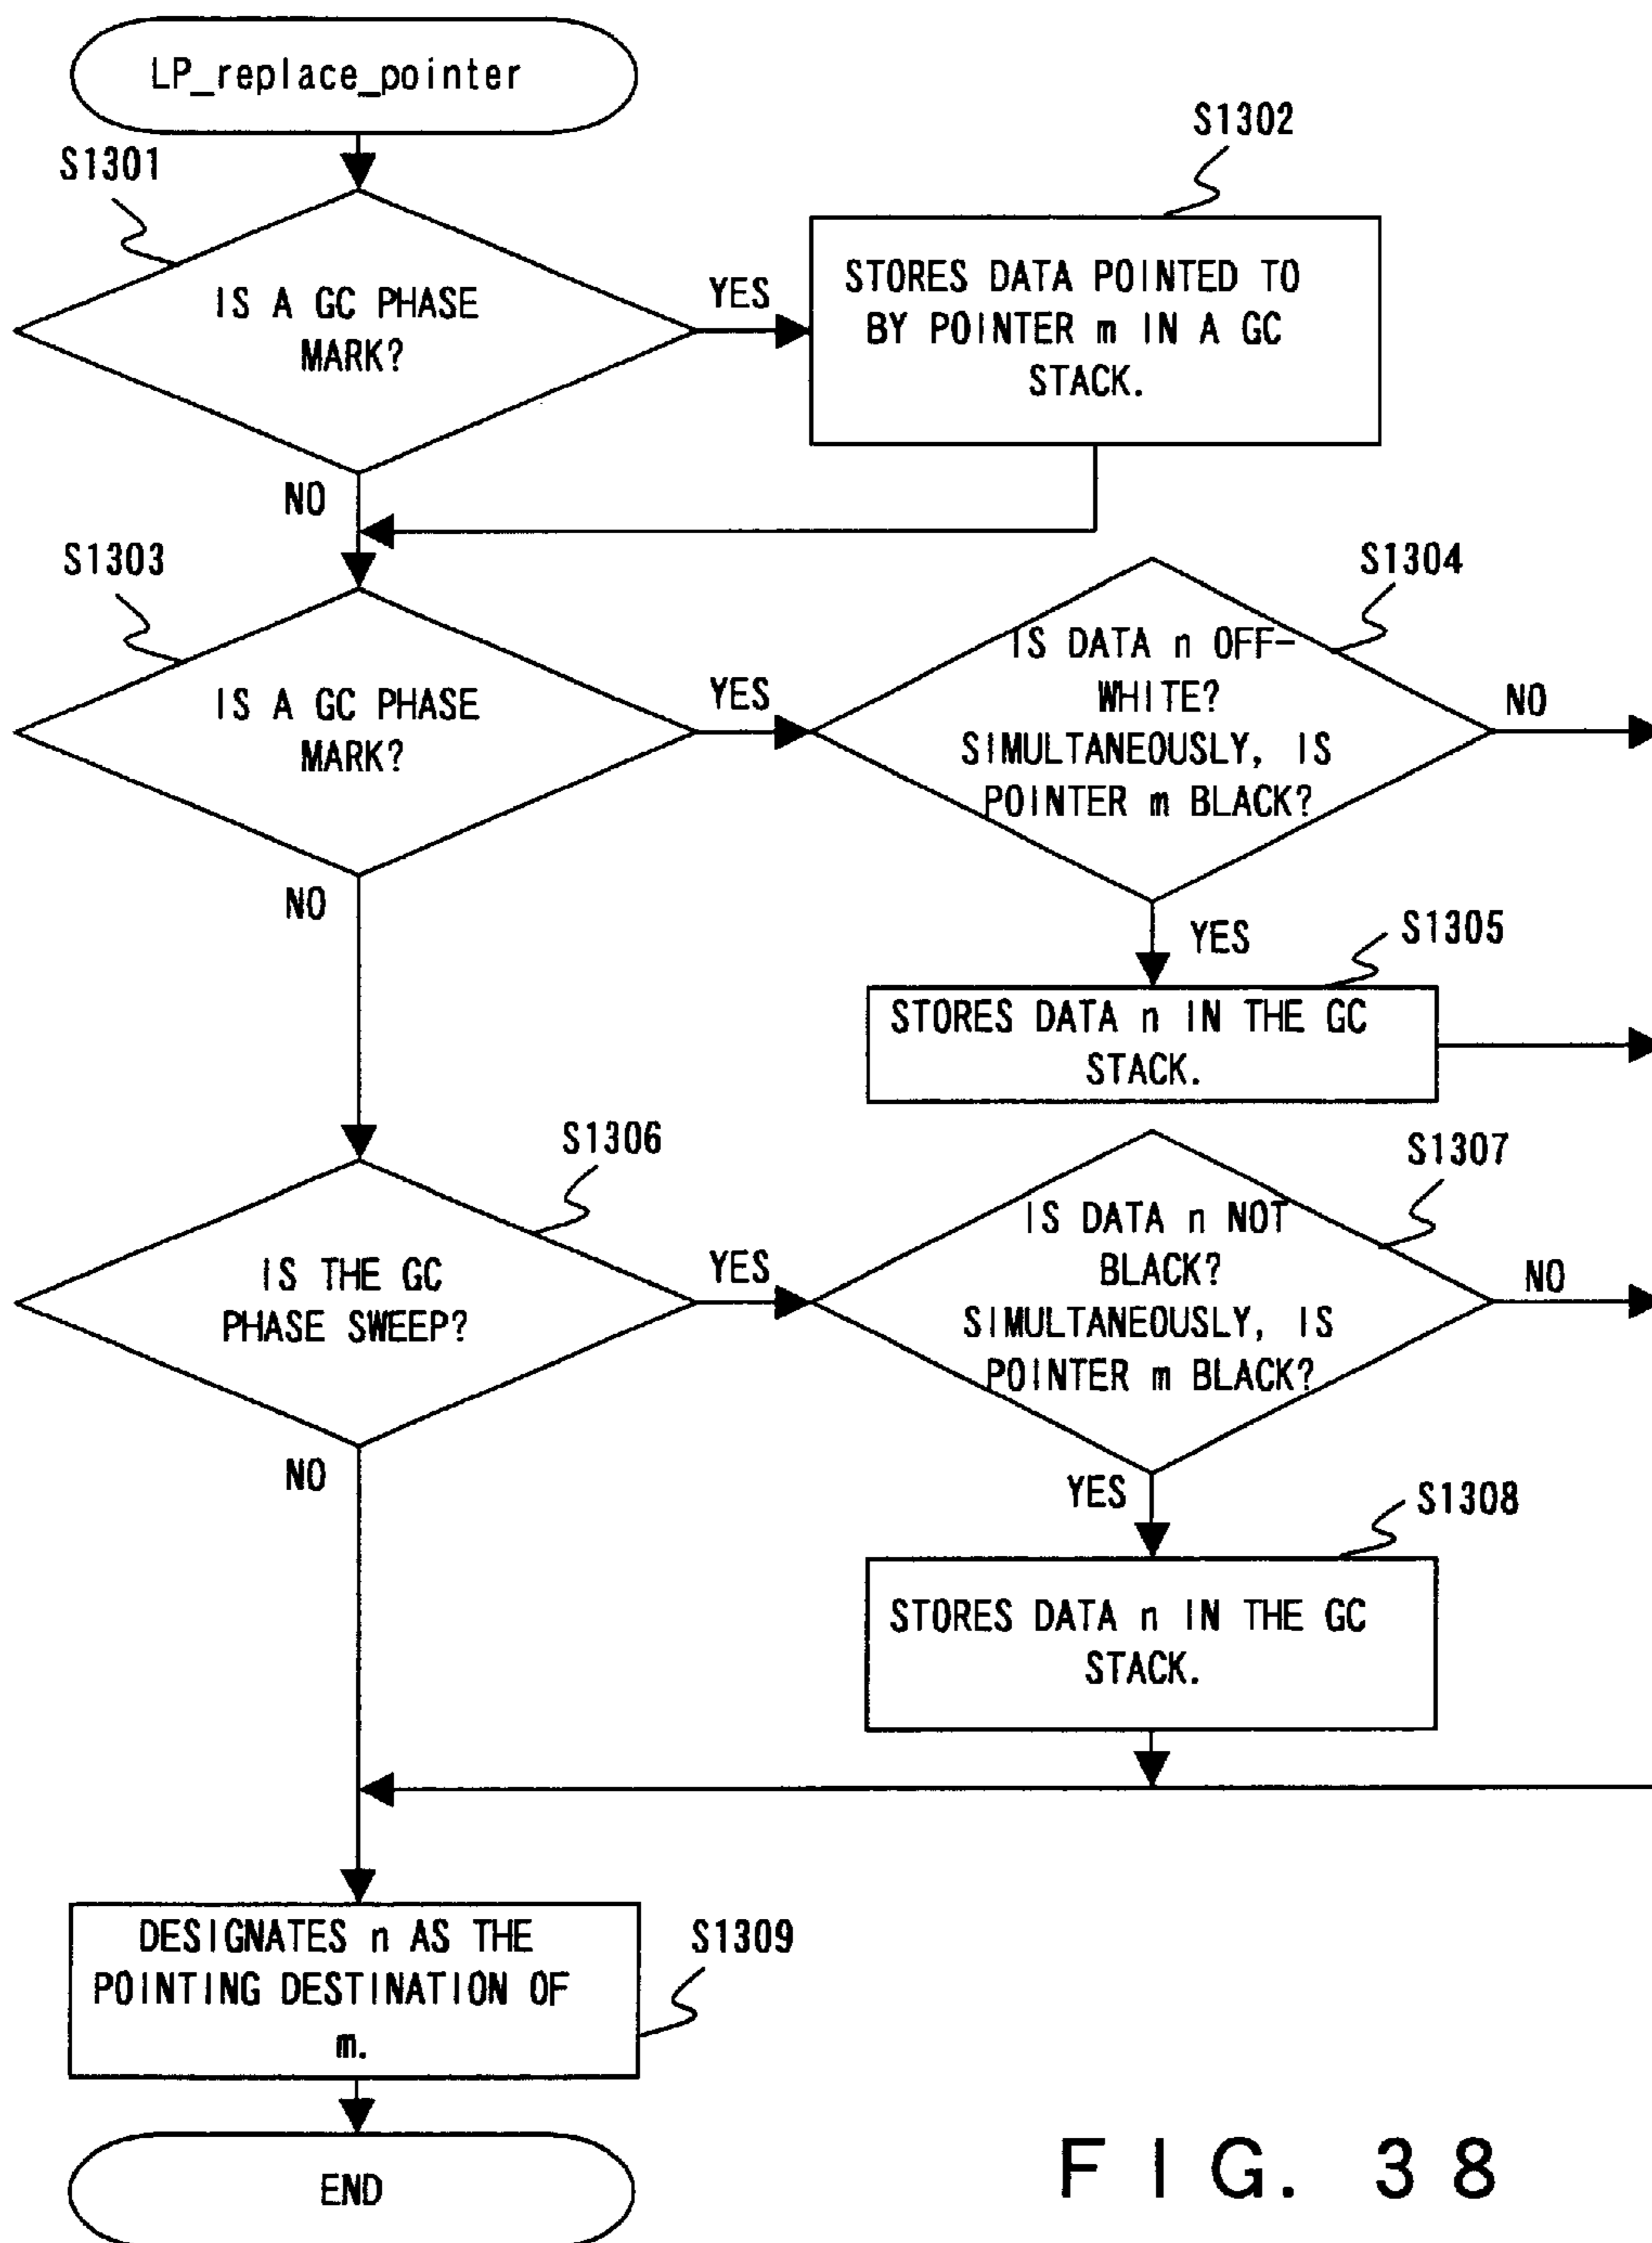 LP_replace_pointer
S1301
IS A GC PHASE
MARK?
YES
NO
S1302
STORES DATA POINTED TO
BY POINTER m IN A GC
STACK.
S1303
IS A GC PHASE
MARK?
YES
NO
S1304
IS DATA n OFF-
WHITE?
SIMULTANEOUSLY, IS
POINTER m BLACK?
NO
YES
S1305
STORES DATA n IN THE GC
STACK.
S1306
IS THE GC
PHASE SWEEP?
YES
NO
S1307
IS DATA n NOT
BLACK?
SIMULTANEOUSLY, IS
POINTER m BLACK?
NO
YES
S1308
STORES DATA n IN THE GC
STACK.
DESIGNATES n AS THE
POINTING DESTINATION OF
m.
S1309
END
FIG. 38